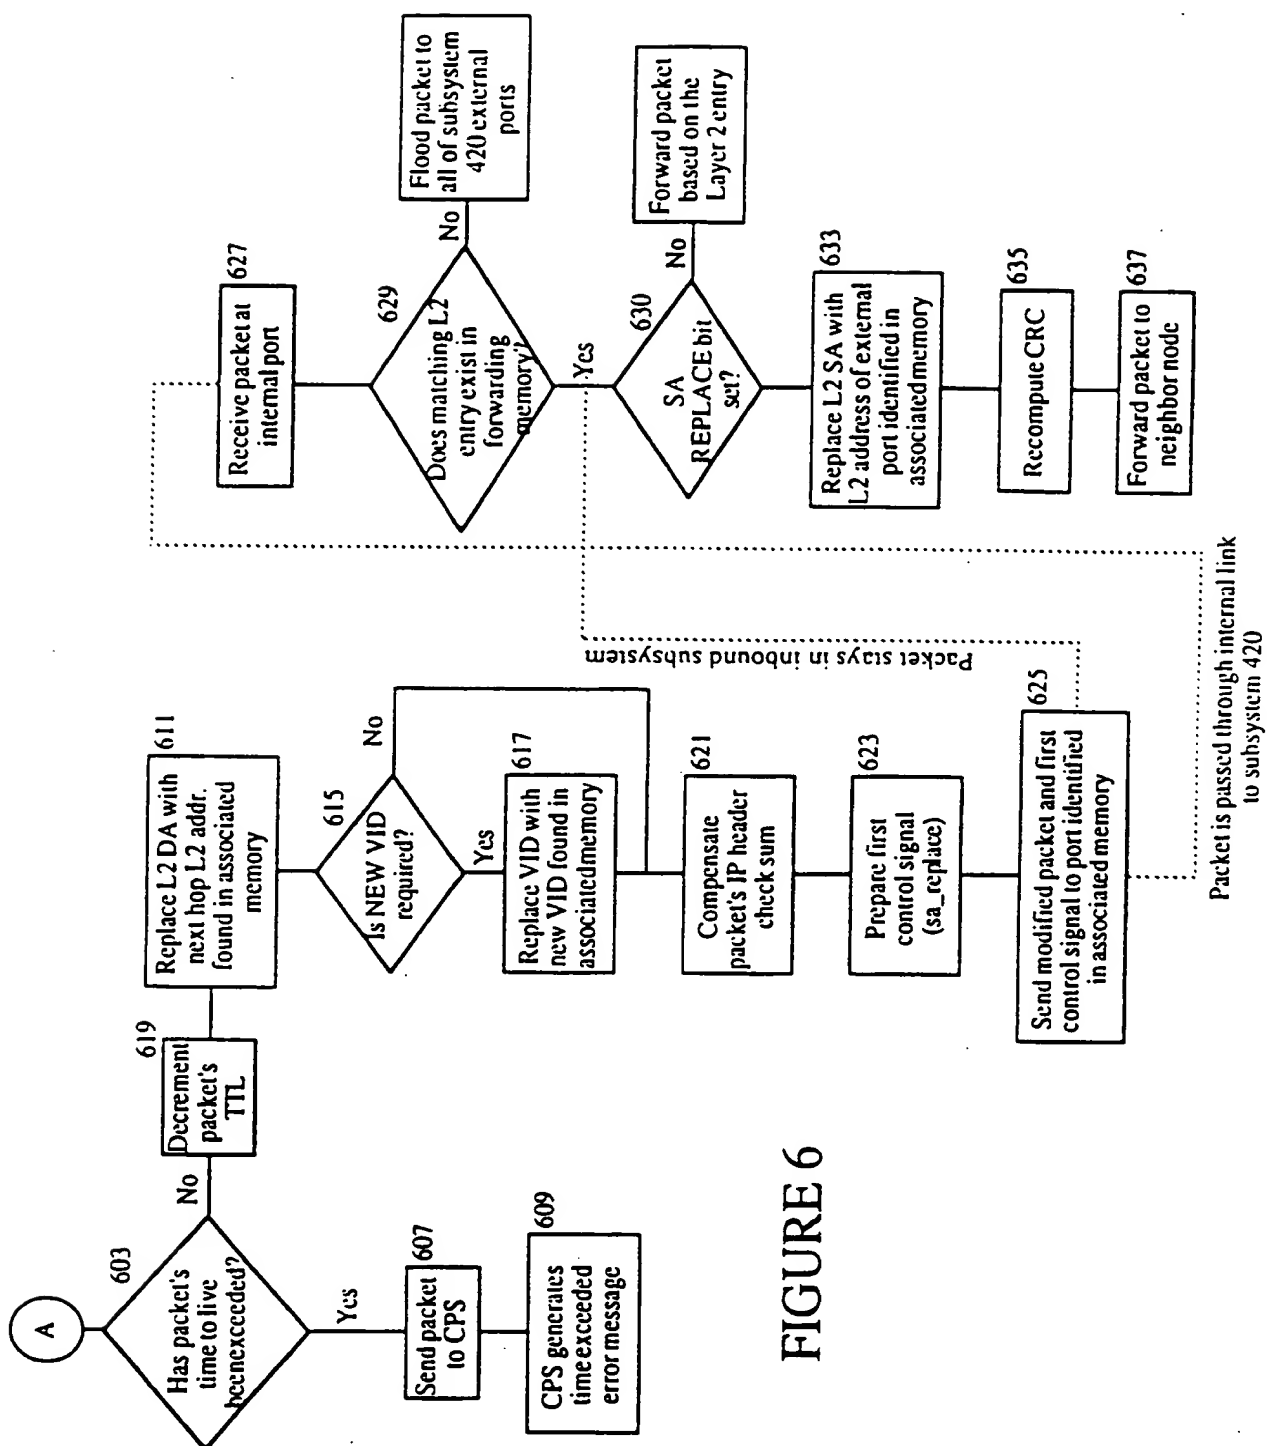 A
603
Has packet's
time to live
beenexceeded?
No
Yes
607
Send packet
to CPS
609
CPS generates
time exceeded
error message
619
Decrement
packet's
TTL
611
Replace L2 DA with
next hop L2 addr.
found in associated
memory
615
Is NEW VID
required?
No
Yes
617
Replace VID with
new VID found in
associatedmemory
621
Compensate
packet's IP header
check sum
623
Prepare first
control signal
(sa_replace)
625
Send modified packet and first
control signal to port identified
in associated memory
Packet stays in inbound subsystem
Packet is passed through internal link
to subsystem 420
627
Receive packet at
internal port
629
Does matching L2
entry exist in
forwarding
memory?
No
Flood packet to
all of subsystem
420 external
ports
Yes
630
SA
REPLACE bit
set?
No
Forward packet
based on the
Layer 2 entry
633
Replace L2 SA with
L2 address of external
port identified in
associatedmemory
635
Recompute CRC
637
Forward packet to
neighbor node
FIGURE 6